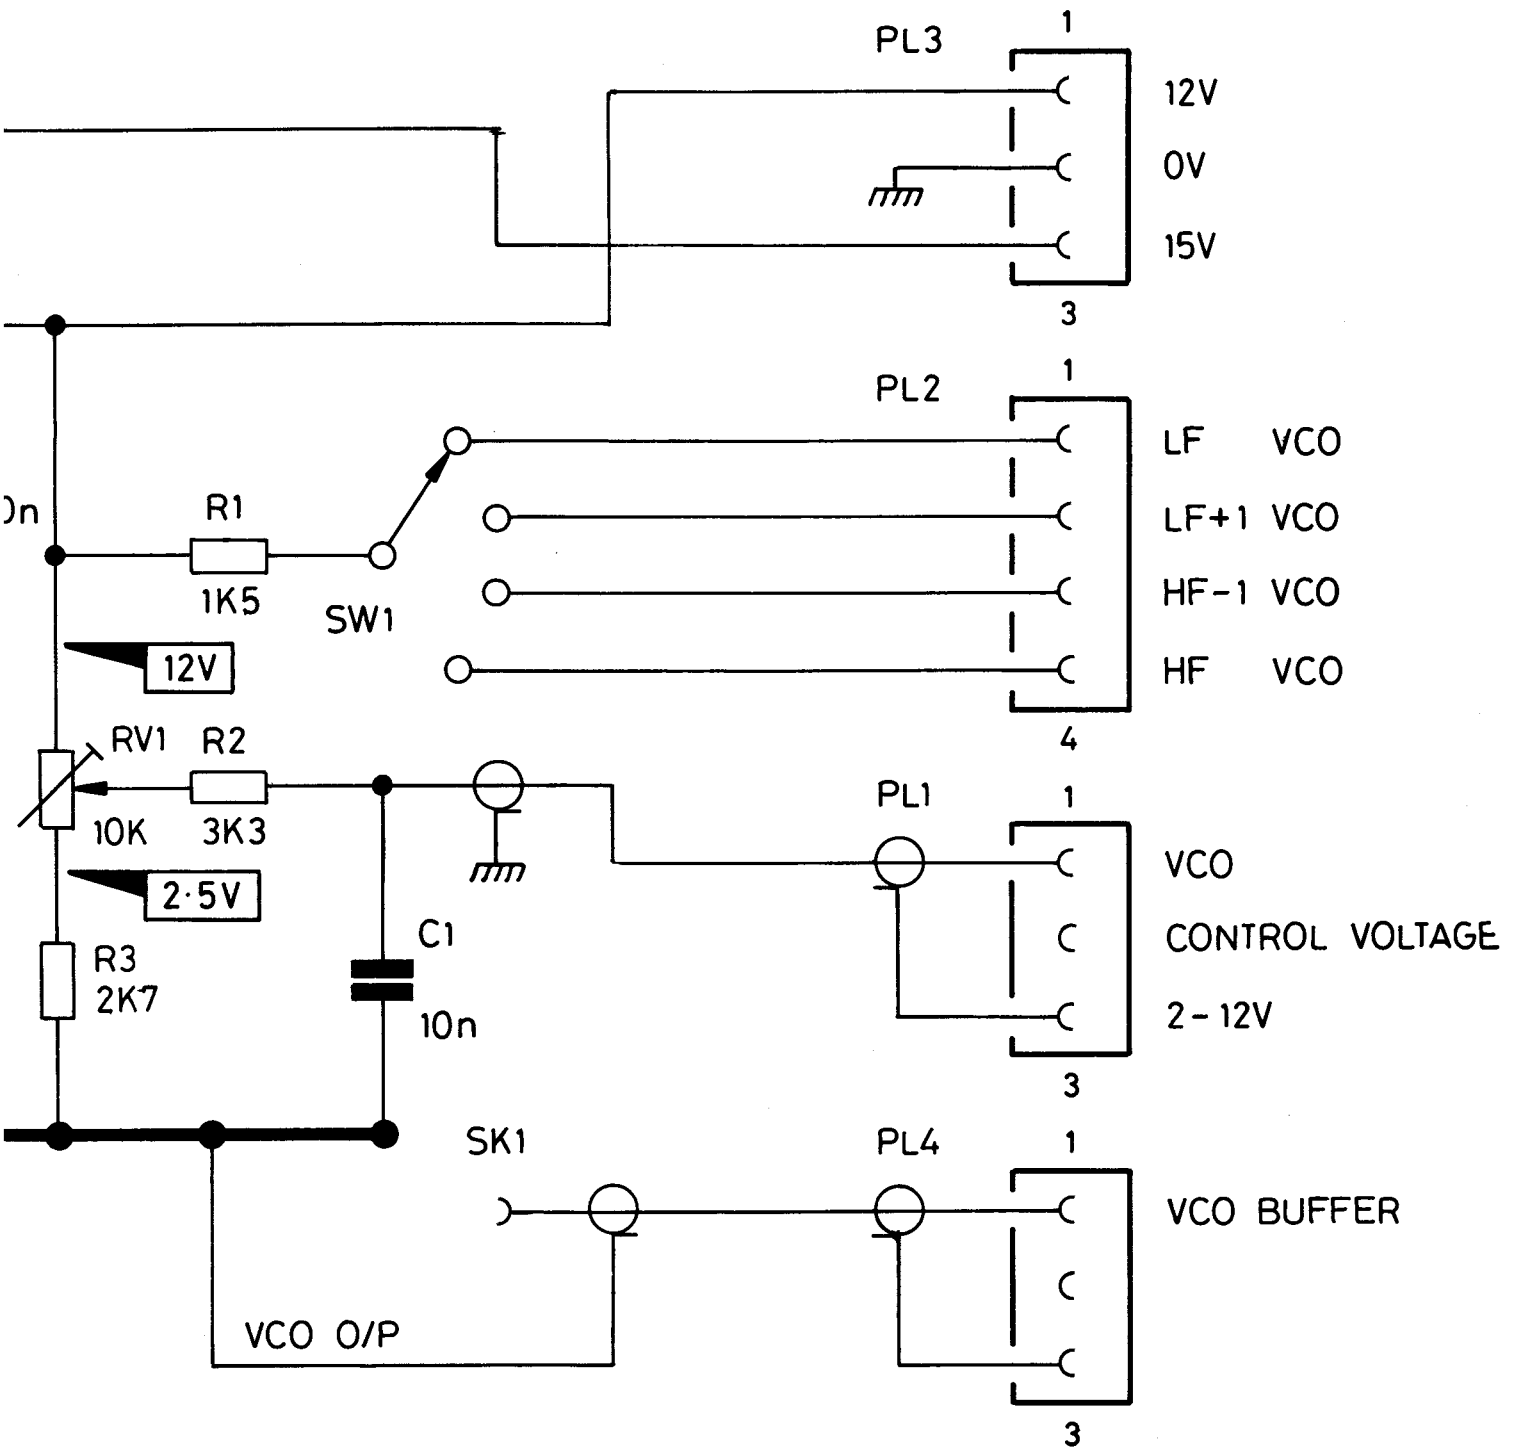 1
PL3
12V
0V
15V
3
1
PL2
LF VCO
LF+1 VCO
HF-1 VCO
HF VCO
4
0n
R1
1K5
SW1
12V
RV1
R2
10K
3K3
2·5V
R3
2K7
C1
10n
PL1
1
VCO
CONTROL VOLTAGE
2-12V
3
SK1
PL4
1
VCO BUFFER
VCO O/P
3